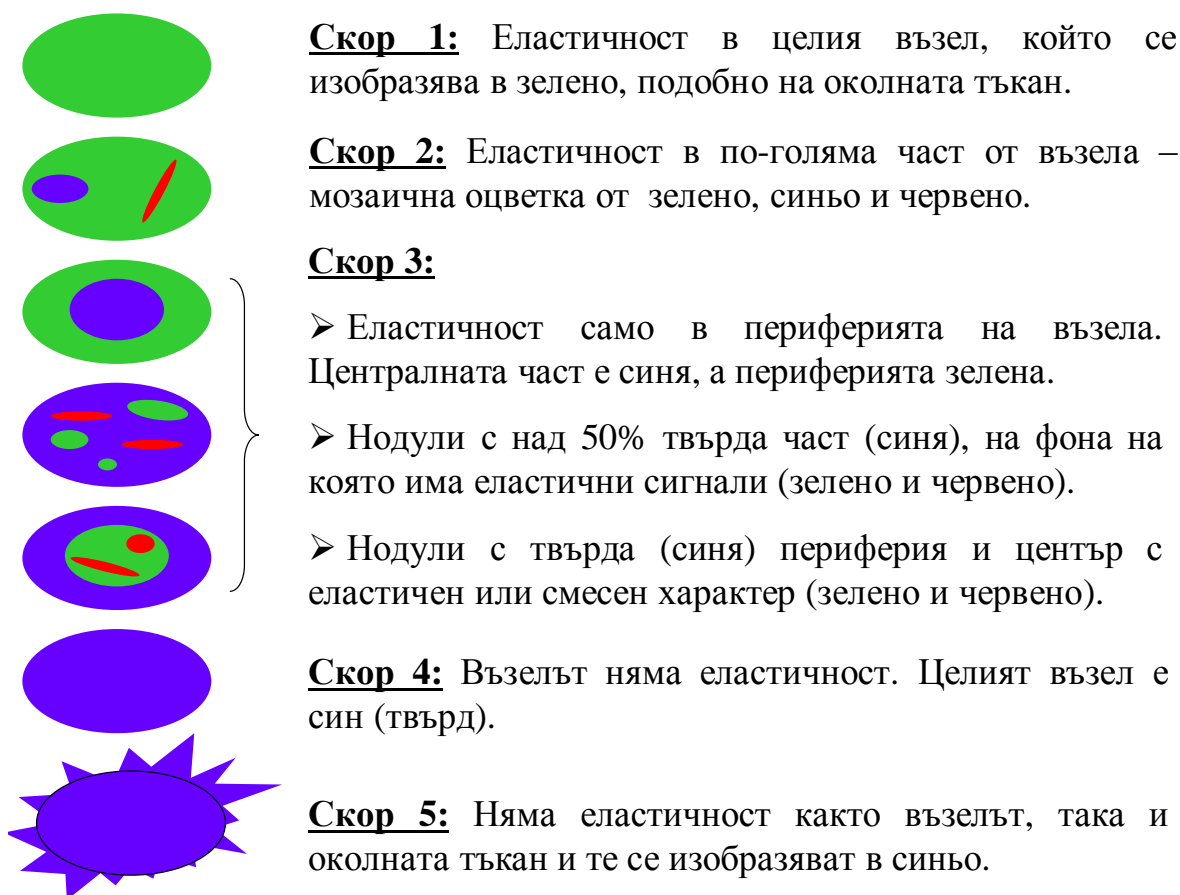 Скор 1: Еластичност в целия възел, който се
изобразява в зелено, подобно на околната тъкан.
Скор 2: Еластичност в по-голяма част от възела –
мозаична оцветка от зелено, синьо и червено.
Скор 3:
➢ Еластичност само в периферията на възела.
Централната част е синя, а периферията зелена.
➢ Нодули с над 50% твърда част (синя), на фона на
която има еластични сигнали (зелено и червено).
➢ Нодули с твърда (синя) периферия и център с
еластичен или смесен характер (зелено и червено).
Скор 4: Възелът няма еластичност. Целият възел е
син (твърд).
Скор 5: Няма еластичност както възелът, така и
околната тъкан и те се изобразяват в синьо.